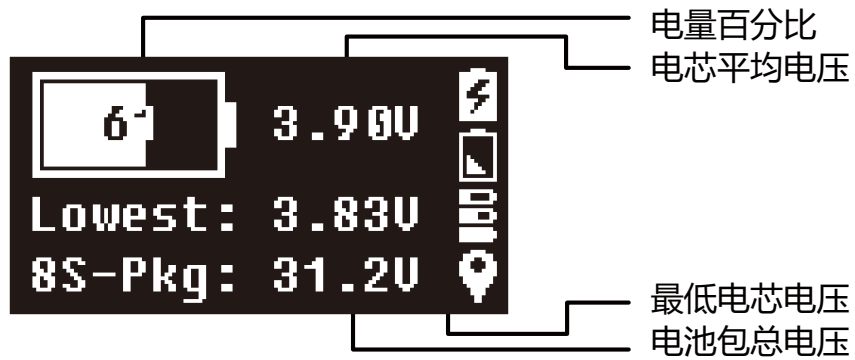 电量百分比
电芯平均电压
3.90V
Lowest: 3.83V
8S-Pkg: 31.2V
最低电芯电压
电池包总电压